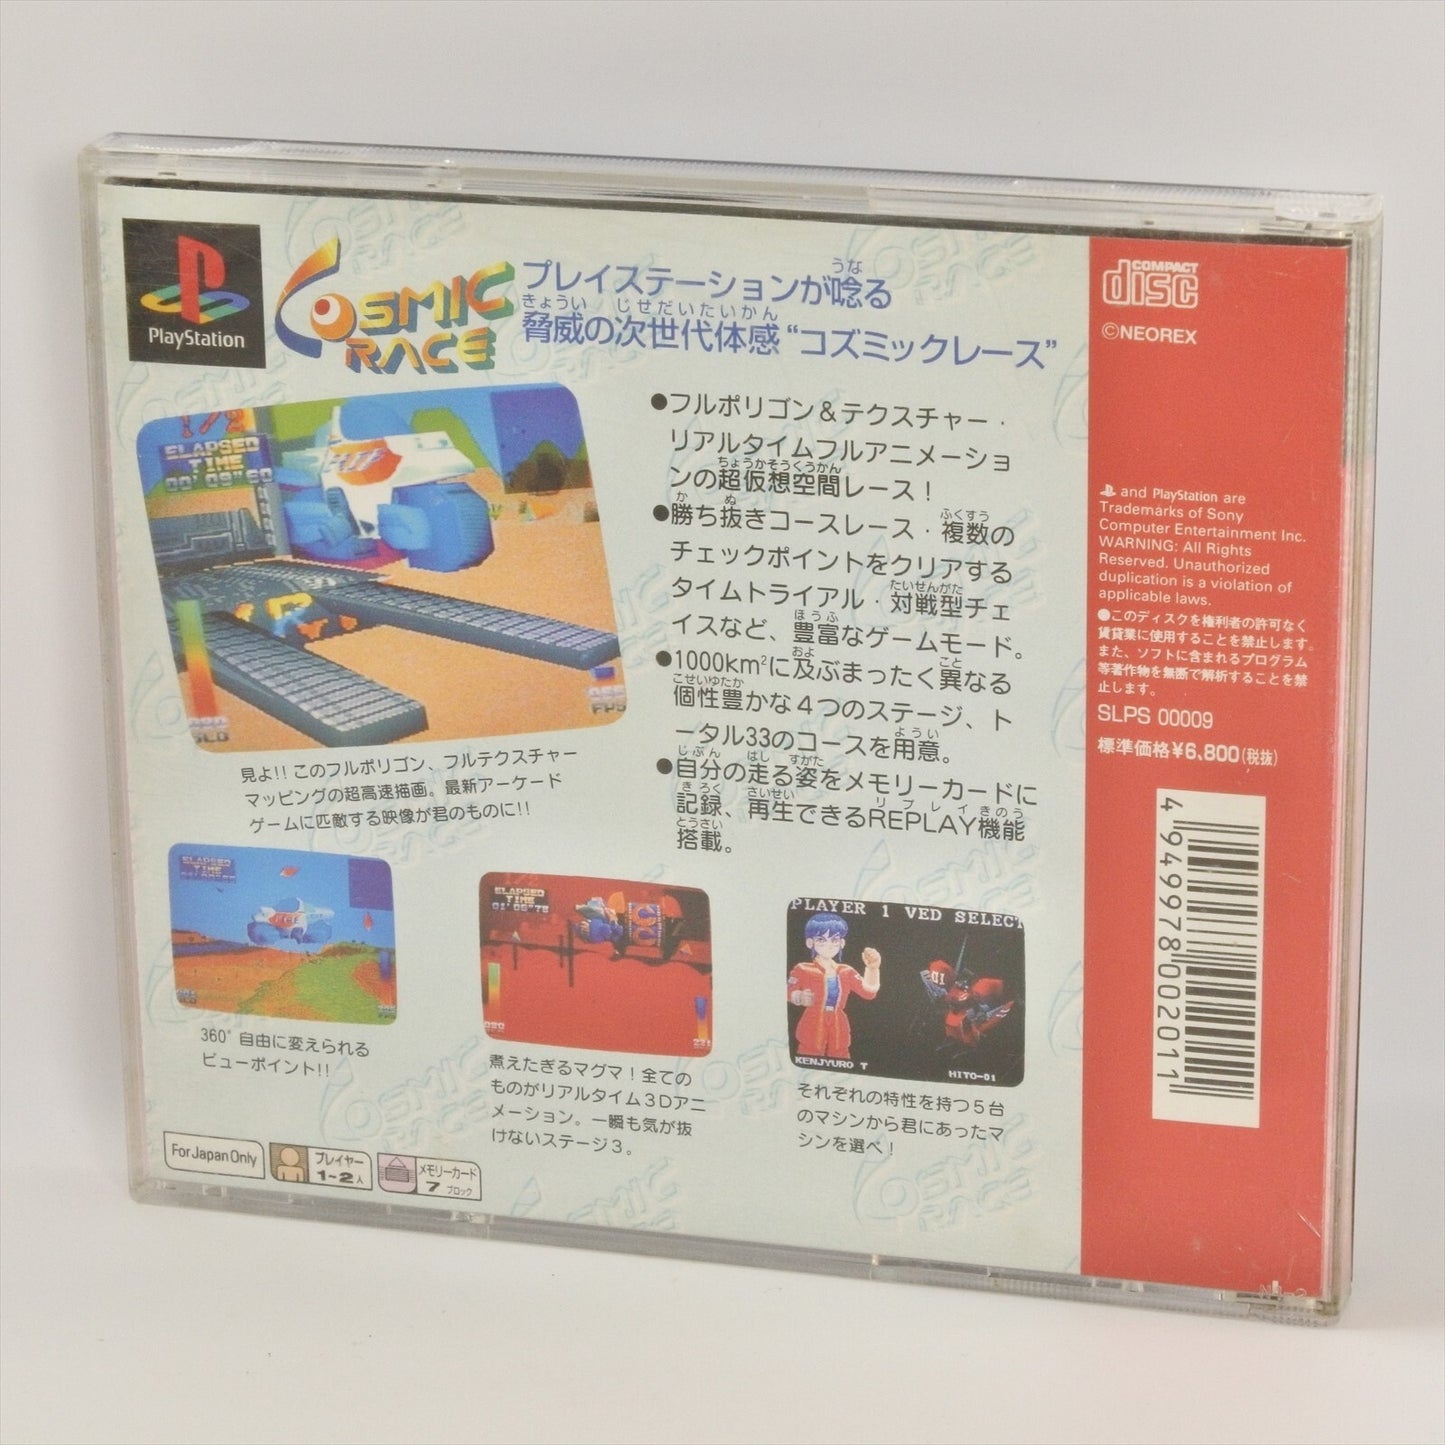 PlayStation
COSMIC
RACE
プレイステーションが唸る
脅威の次世代体感“コズミックレース”
●フルポリゴン＆テクスチャー・
リアルタイムフルアニメーショ
ンの超仮想空間レース！
●勝ち抜きコースレース・複数の
チェックポイントをクリアする
タイムトライアル・対戦型チェ
イスなど、豊富なゲームモード。
●1000km²に及ぶまったく異なる
個性豊かな４つのステージ、ト
ータル33のコースを用意。
●自分の走る姿をメモリーカードに
記録、再生できるREPLAY機能
搭載。
ELAPSED
TIME
見よ!! このフルポリゴン、フルテクスチャー
マッピングの超高速描画。最新アーケード
ゲームに匹敵する映像が君のものに!!
ELAPSED
TIME
360° 自由に変えられる
ビューポイント!!
ELAPSED
TIME
煮えたぎるマグマ！全ての
ものがリアルタイム３Ｄアニ
メーション。一瞬も気が抜
けないステージ３。
PLAYER 1 VED SELECT
01
KENJYURO T
HITO-01
それぞれの特性を持つ５台
のマシンから君にあったマ
シンを選べ！
For Japan Only
プレイヤー
1~2人
メモリーカード
7 ブロック
COMPACT
disc
©NEOREX
and PlayStation are
Trademarks of Sony
Computer Entertainment Inc.
WARNING: All Rights
Reserved. Unauthorized
duplication is a violation of
applicable laws.
●このディスクを権利者の許可なく
賃貸業に使用することを禁止します。
また、ソフトに含まれるプログラム
等著作物を無断で解析することを禁
止します。
SLPS 00009
標準価格¥6,800(税抜)
4949978002011